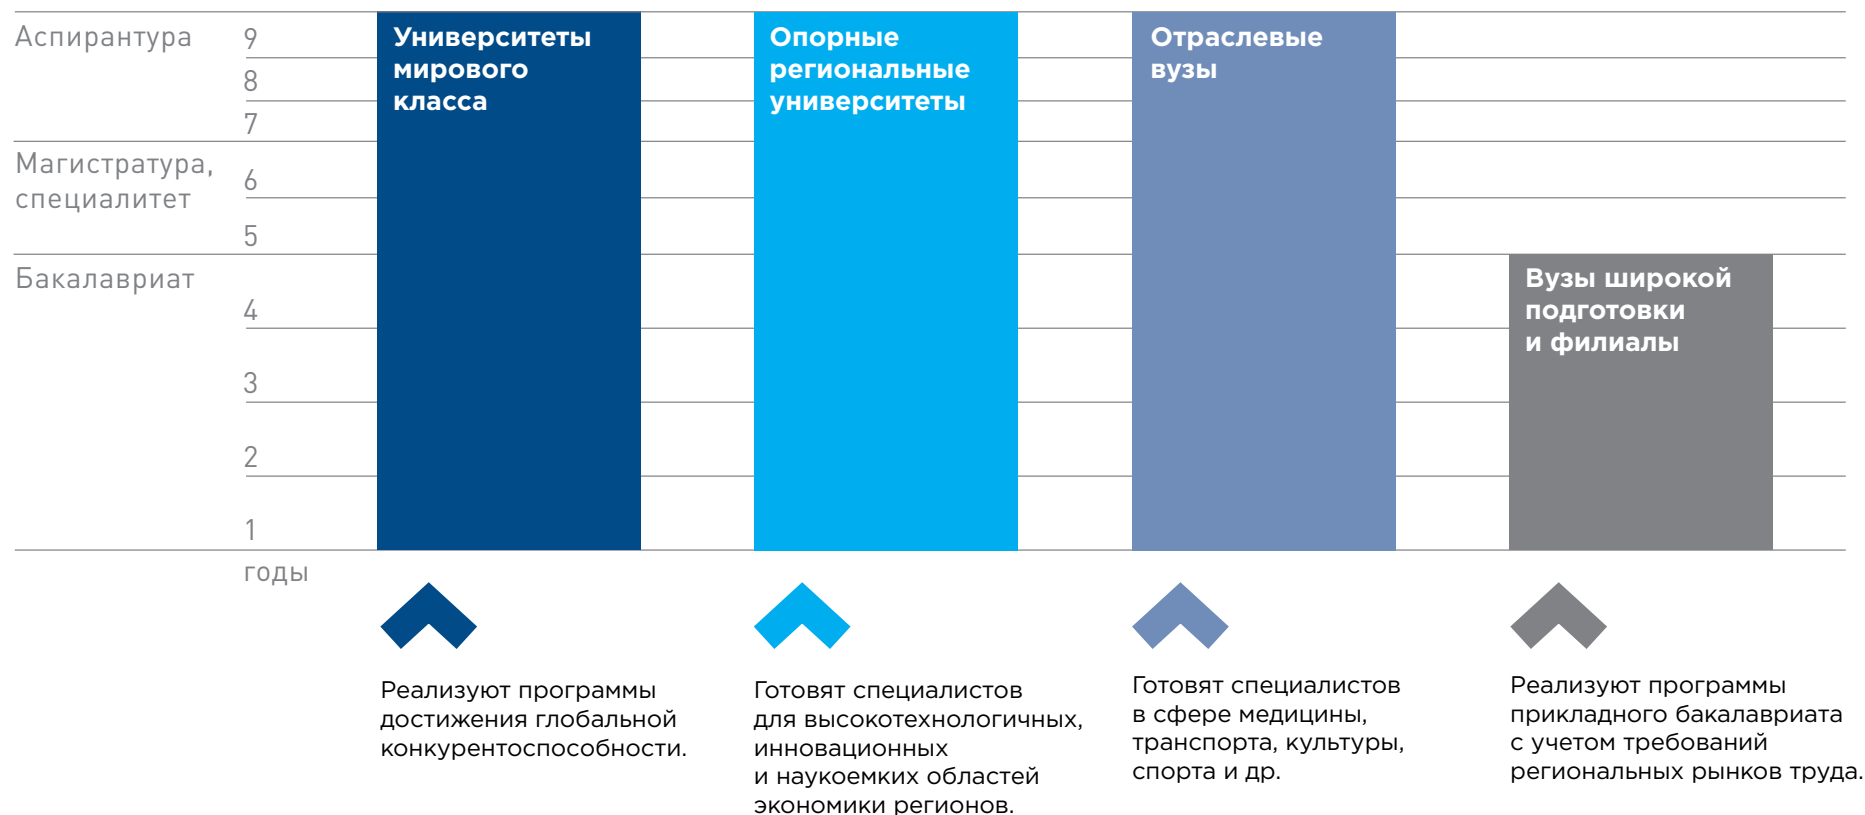 Аспирантура
9
8
7
Магистратура,
специалитет
6
5
Бакалавриат
4
3
2
1
годы
Университеты
мирового
класса
Опорные
региональные
университеты
Отраслевые
вузы
Вузы широкой
подготовки
и филиалы
Реализуют программы
достижения глобальной
конкурентоспособности.
Готовят специалистов
для высокотехнологичных,
инновационных
и наукоемких областей
экономики регионов.
Готовят специалистов
в сфере медицины,
транспорта, культуры,
спорта и др.
Реализуют программы
прикладного бакалавриата
с учетом требований
региональных рынков труда.